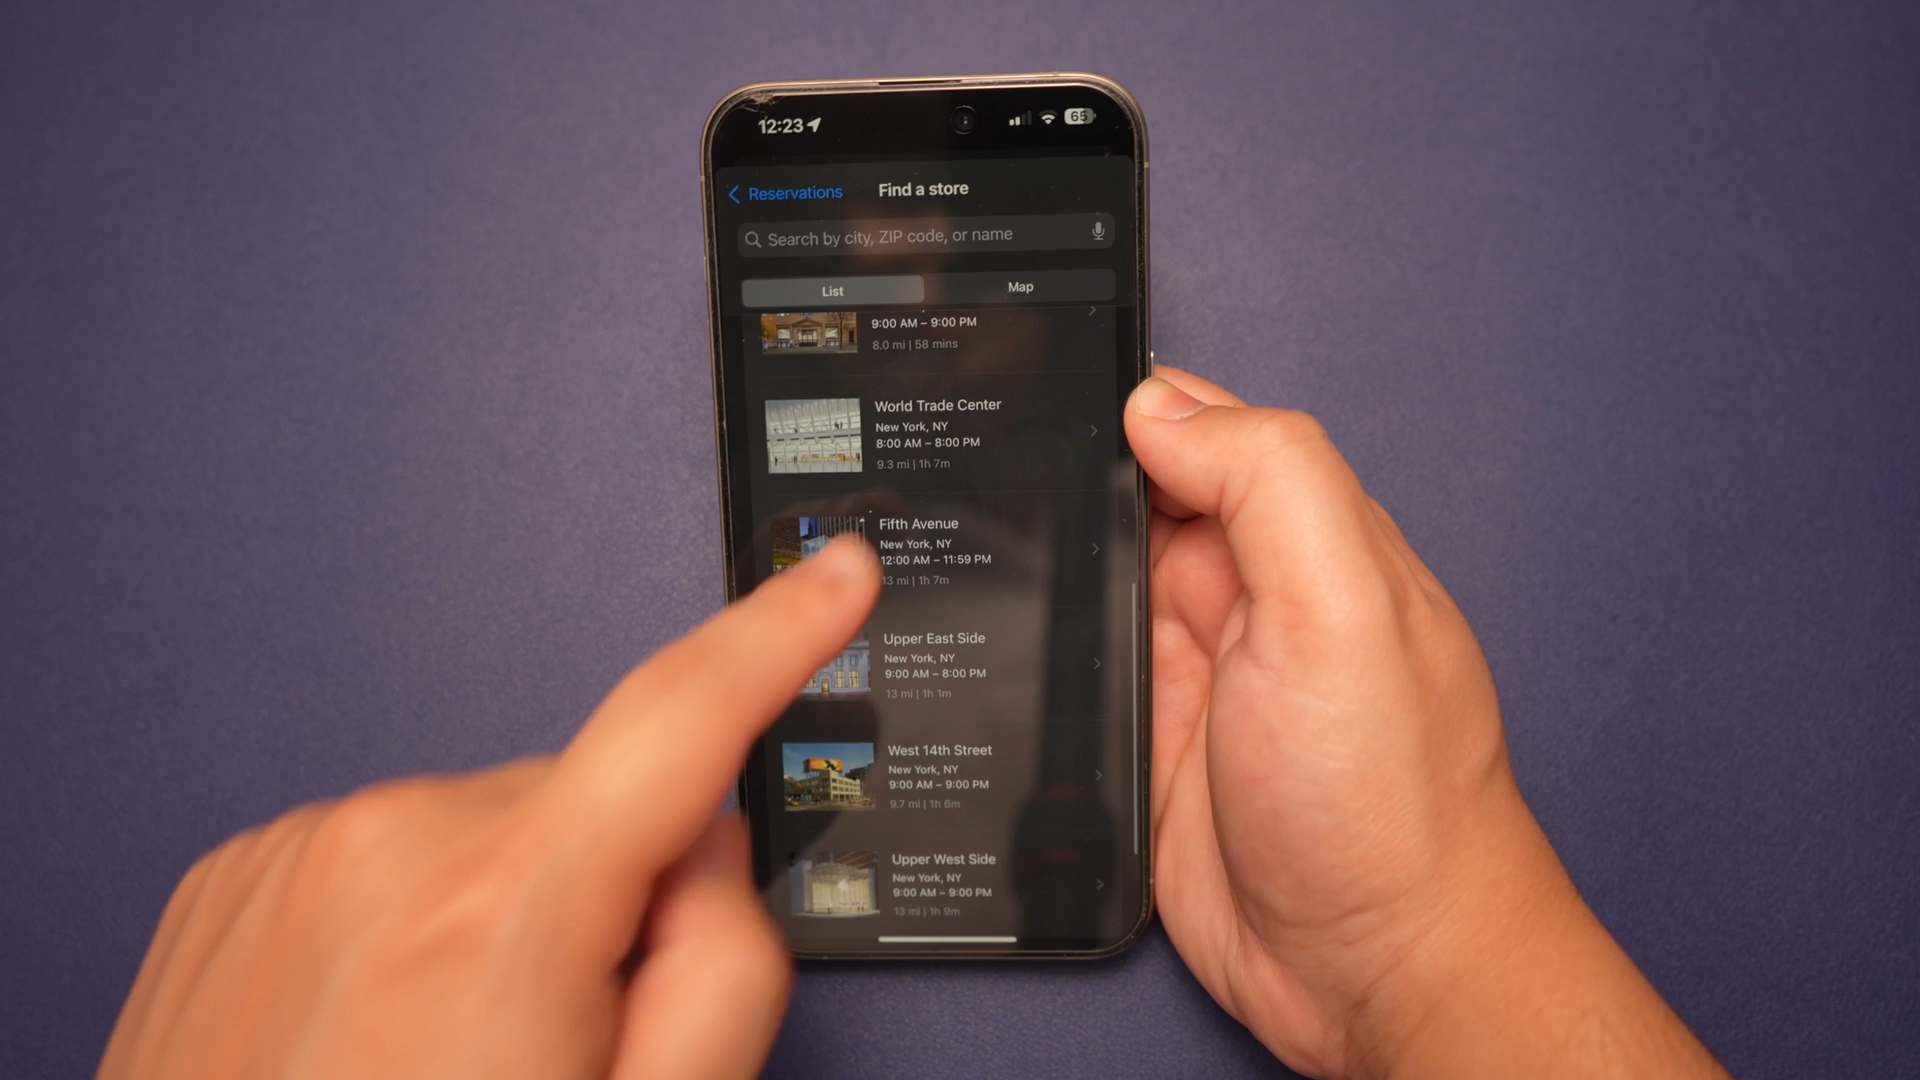 12:23
65
Reservations
Find a store
Search by city, ZIP code, or name
List
Map
9:00 AM – 9:00 PM
8.0 mi | 58 mins
World Trade Center
New York, NY
8:00 AM – 8:00 PM
9.3 mi | 1h 7m
Fifth Avenue
New York, NY
12:00 AM – 11:59 PM
13 mi | 1h 7m
Upper East Side
New York, NY
9:00 AM – 8:00 PM
13 mi | 1h 1m
West 14th Street
New York, NY
9:00 AM – 9:00 PM
9.7 mi | 1h 6m
Upper West Side
New York, NY
9:00 AM – 9:00 PM
13 mi | 1h 9m